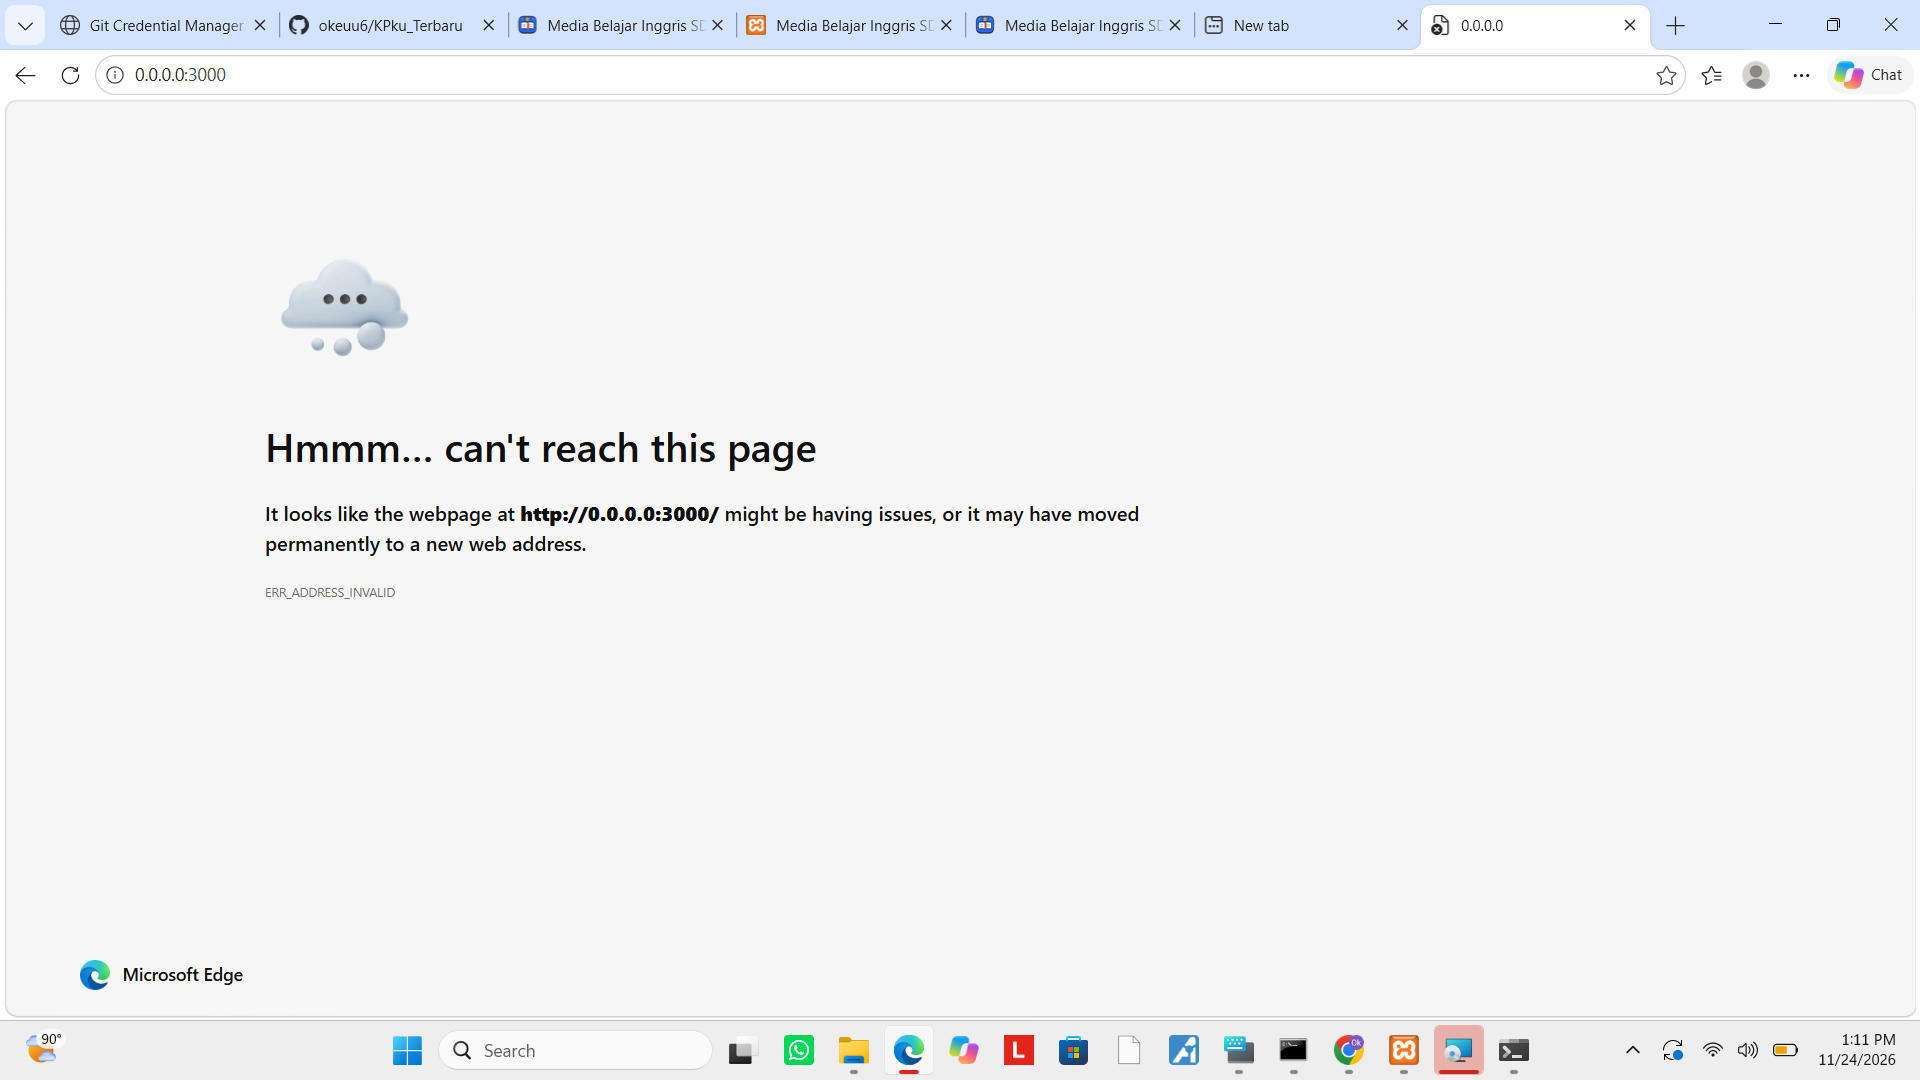 Git Credential Manager
okeuu6/KPku_Terbaru
Media Belajar Inggris SD
Media Belajar Inggris SD
Media Belajar Inggris SD
New tab
0.0.0.0
0.0.0.0:3000
Chat
Hmmm... can't reach this page
It looks like the webpage at http://0.0.0.0:3000/ might be having issues, or it may have moved
permanently to a new web address.
ERR_ADDRESS_INVALID
Microsoft Edge
90°
Search
L
Ok
1:11 PM
11/24/2026